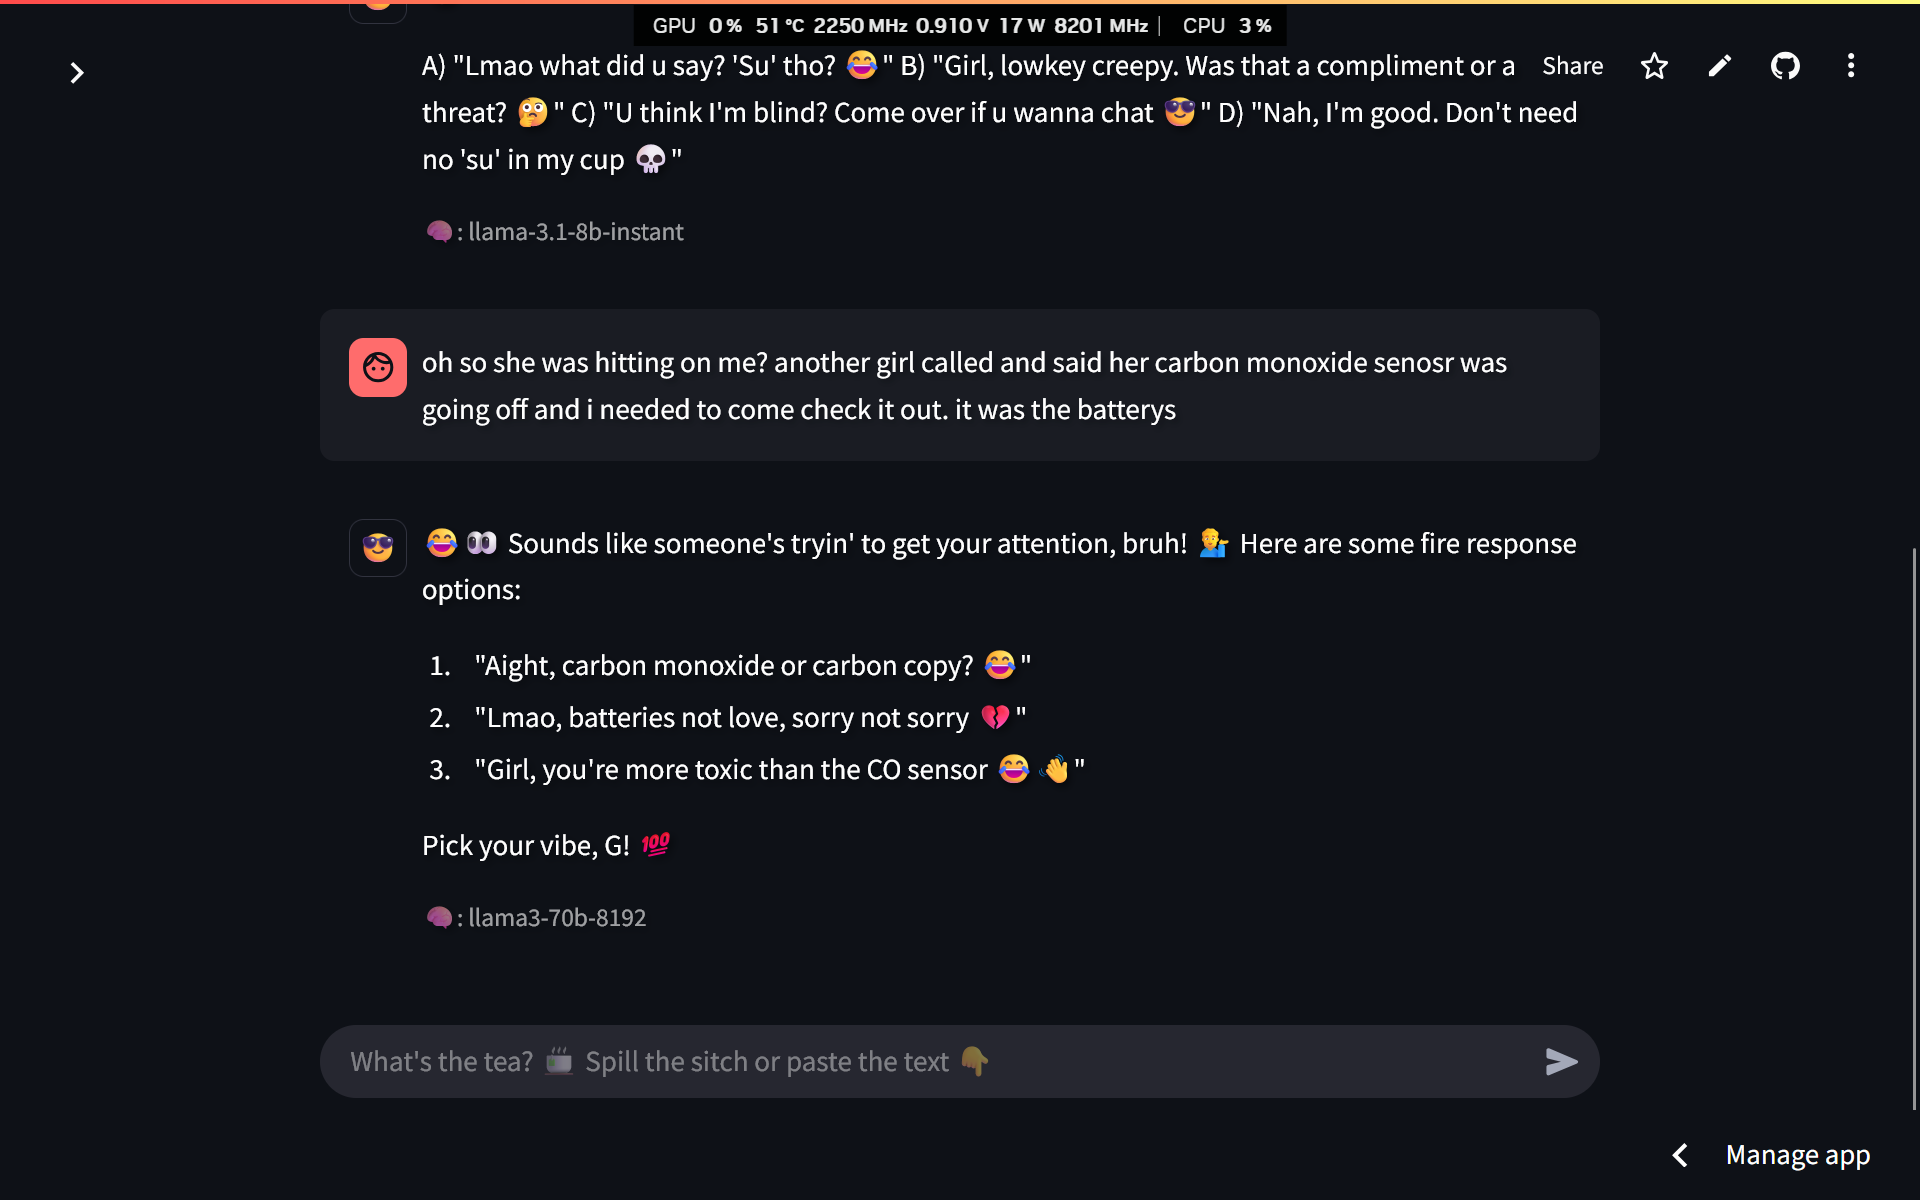 GPU 0 % 51 °C 2250 MHz 0.910 V 17 W 8201 MHz | CPU 3 %
A) "Lmao what did u say? 'Su' tho? 😂" B) "Girl, lowkey creepy. Was that a compliment or a
Share
threat? 🤔" C) "U think I'm blind? Come over if u wanna chat 😎" D) "Nah, I'm good. Don't need
no 'su' in my cup 💀"
🧠: llama-3.1-8b-instant
oh so she was hitting on me? another girl called and said her carbon monoxide senosr was
going off and i needed to come check it out. it was the batterys
😂👀 Sounds like someone's tryin' to get your attention, bruh! 💁‍♂️ Here are some fire response
options:
1. "Aight, carbon monoxide or carbon copy? 😂"
2. "Lmao, batteries not love, sorry not sorry 💔"
3. "Girl, you're more toxic than the CO sensor 😂👋"
Pick your vibe, G! 💯
🧠: llama3-70b-8192
What's the tea? 🍵 Spill the sitch or paste the text 👇
Manage app